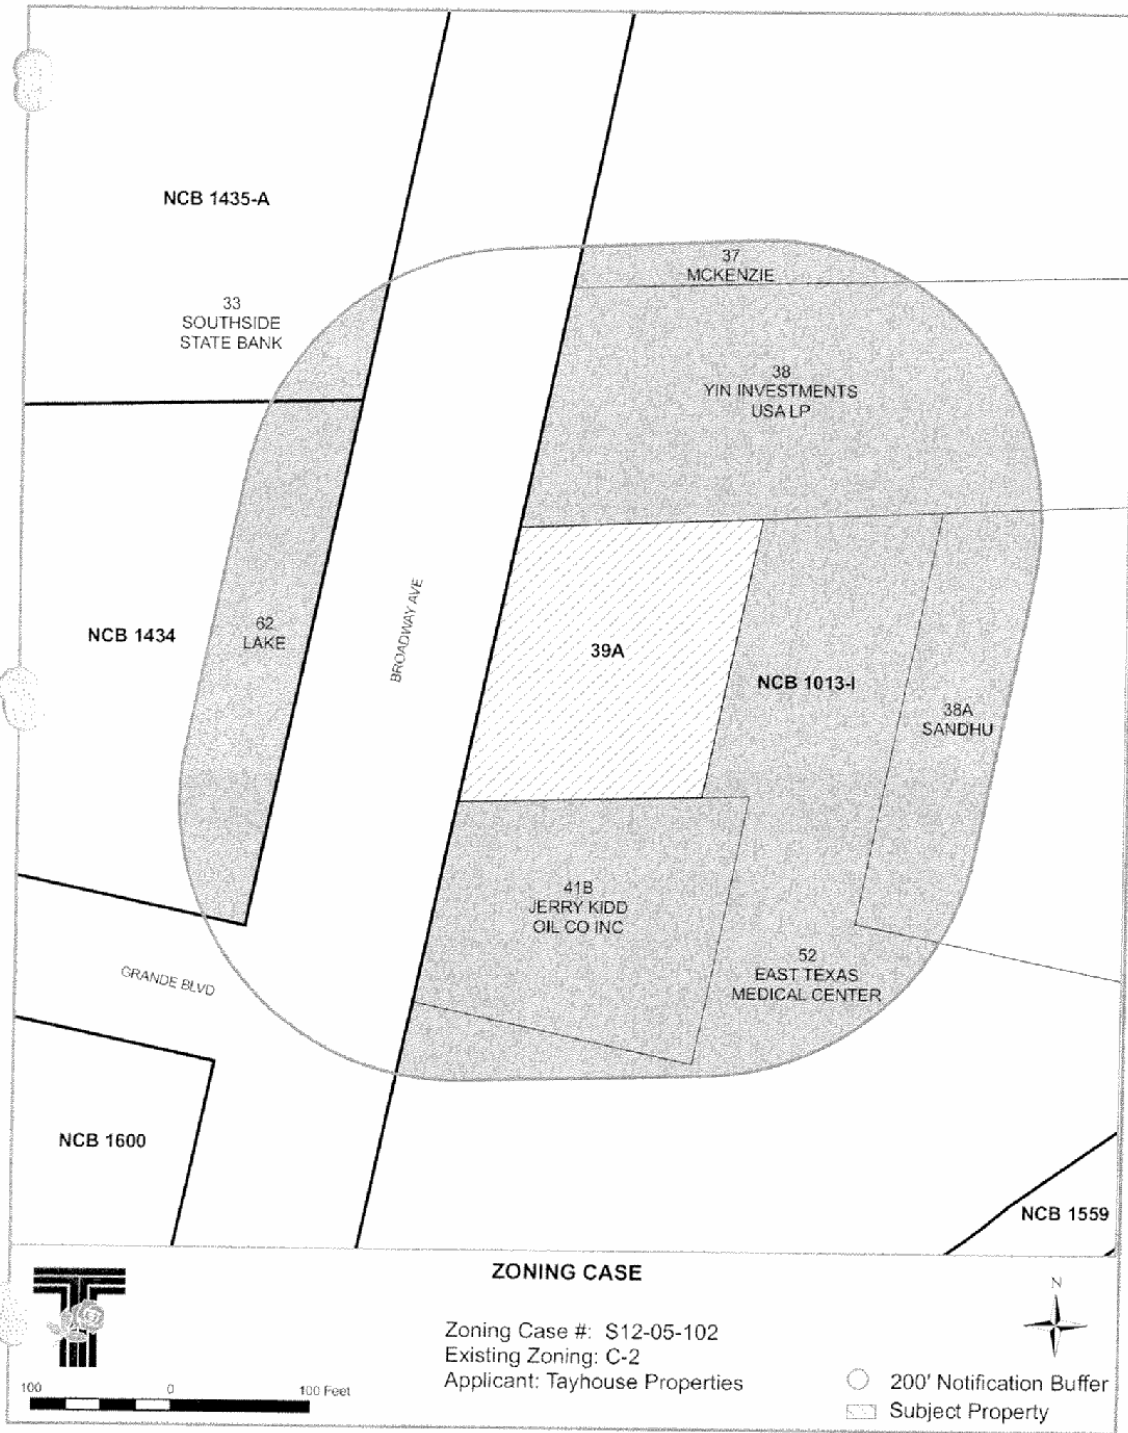 NCB 1435-A
37
MCKENZIE
33
SOUTHSIDE
STATE BANK
38
YIN INVESTMENTS
USA LP
BROADWAY AVE
62
LAKE
NCB 1434
39A
NCB 1013-I
38A
SANDHU
41B
JERRY KIDD
OIL CO INC
52
EAST TEXAS
MEDICAL CENTER
GRANDE BLVD
NCB 1600
NCB 1559
ZONING CASE
Zoning Case #: S12-05-102
Existing Zoning: C-2
Applicant: Tayhouse Properties
N
200' Notification Buffer
Subject Property
100 0 100 Feet